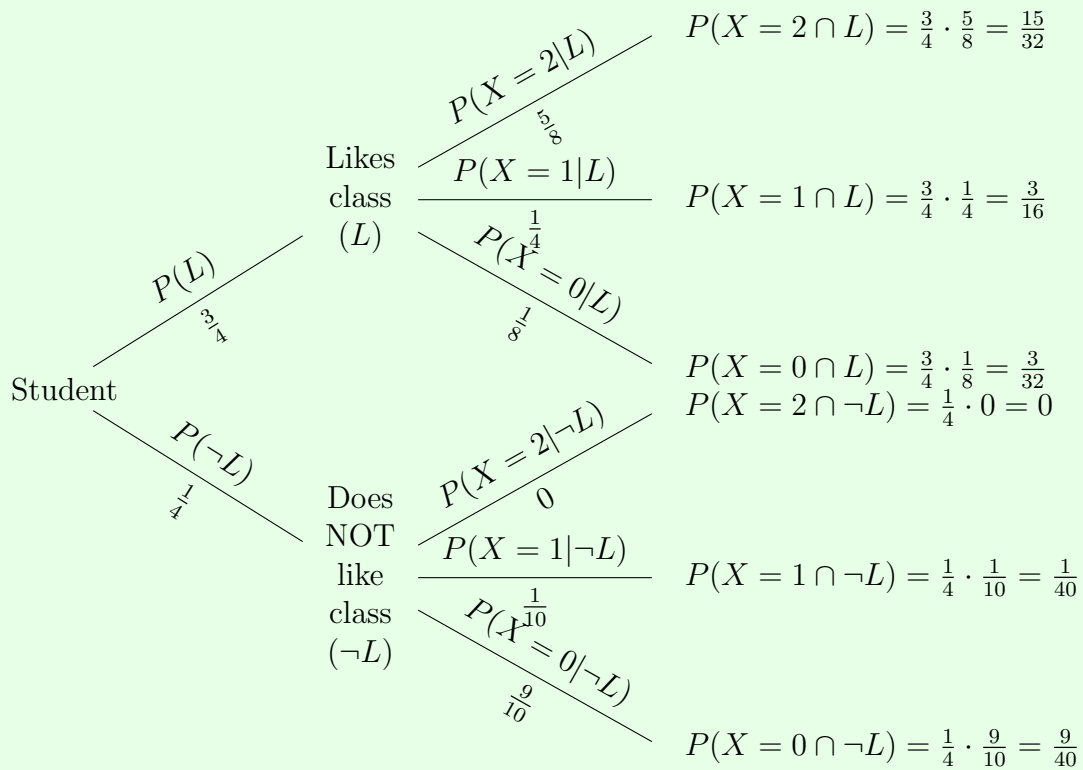 P(X = 2 ∩ L) = 3/4 · 5/8 = 15/32
P(X = 2|L)
5/8
Likes
class
(L)
P(X = 1|L)
1/4
P(X = 1 ∩ L) = 3/4 · 1/4 = 3/16
P(X = 0|L)
1/8
P(X = 0 ∩ L) = 3/4 · 1/8 = 3/32
P(L)
3/4
Student
P(¬L)
1/4
P(X = 2 ∩ ¬L) = 1/4 · 0 = 0
P(X = 2|¬L)
0
Does
NOT
like
class
(¬L)
P(X = 1|¬L)
1/10
P(X = 1 ∩ ¬L) = 1/4 · 1/10 = 1/40
P(X = 0|¬L)
9/10
P(X = 0 ∩ ¬L) = 1/4 · 9/10 = 9/40